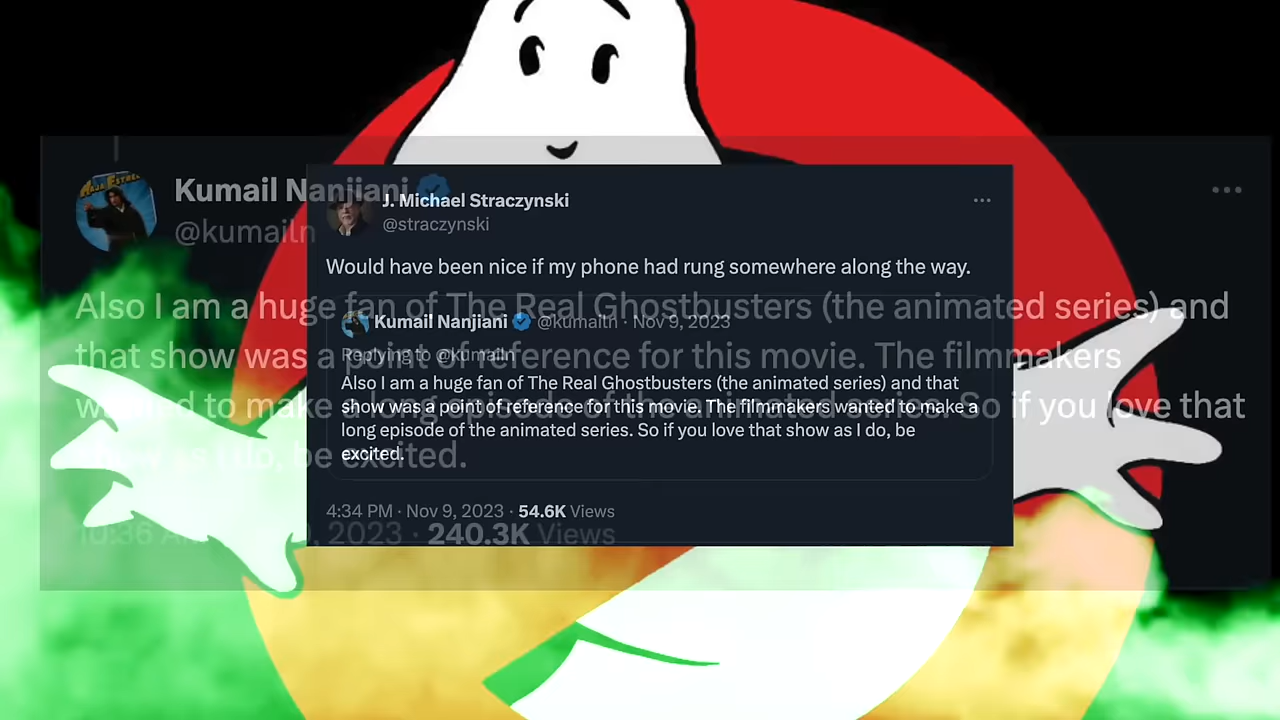 Kumail Nanjiani
@kumailn
Also I am a huge fan of The Real Ghostbusters (the animated series) and
that show was a point of reference for this movie. The filmmakers
wanted to make a long episode of the animated series. So if you love that
show as I do, be excited.
2023 · 240.3K Views
J. Michael Straczynski
@straczynski
Would have been nice if my phone had rung somewhere along the way.
Kumail Nanjiani @kumailn · Nov 9, 2023
Replying to @kumailn
Also I am a huge fan of The Real Ghostbusters (the animated series) and that
show was a point of reference for this movie. The filmmakers wanted to make a
long episode of the animated series. So if you love that show as I do, be
excited.
4:34 PM · Nov 9, 2023 · 54.6K Views